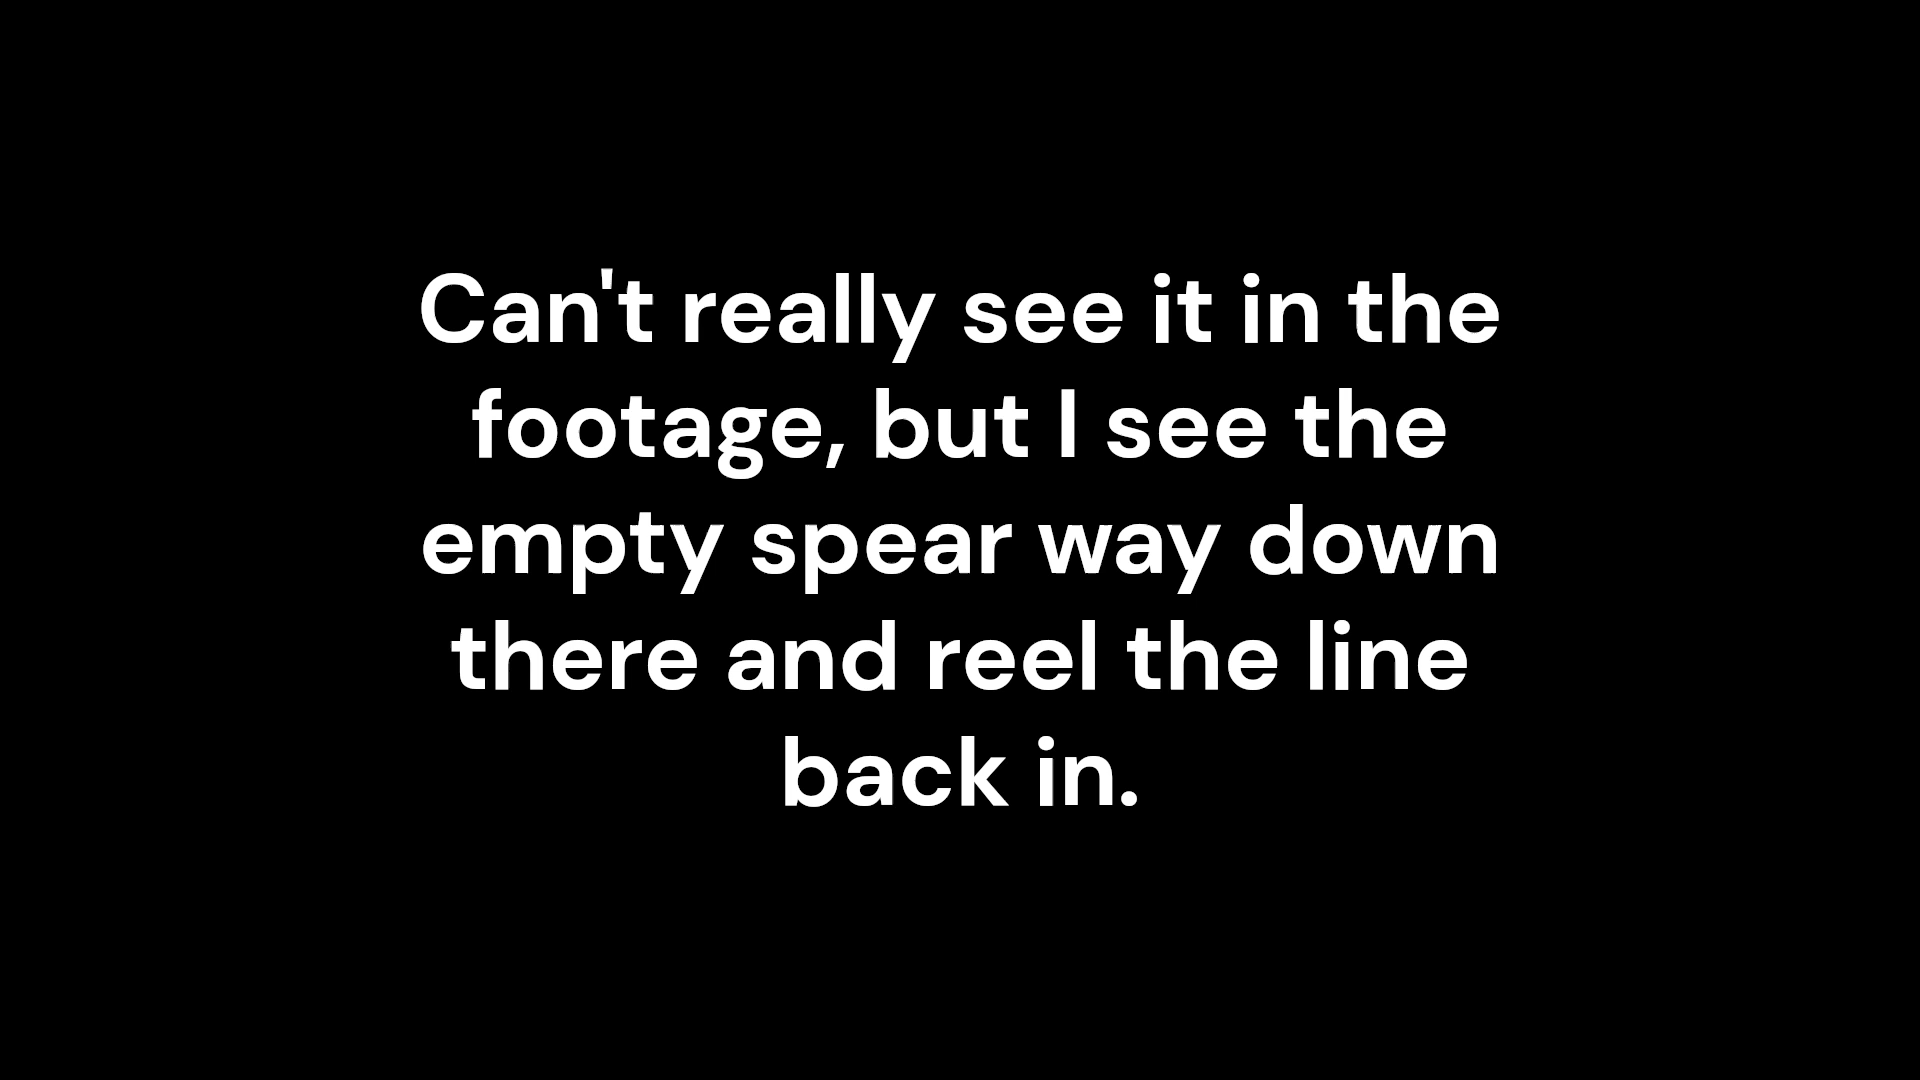 Can't really see it in the
footage, but I see the
empty spear way down
there and reel the line
back in.